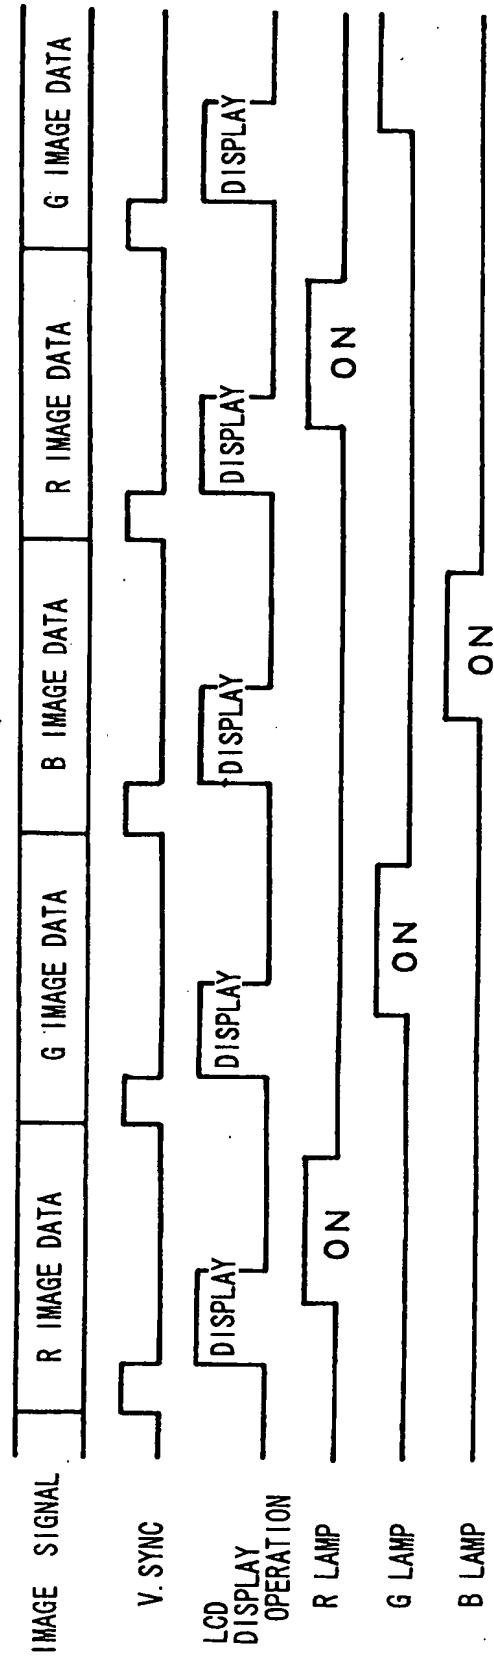 IMAGE SIGNAL
R IMAGE DATA
G IMAGE DATA
B IMAGE DATA
R IMAGE DATA
G IMAGE DATA
V.SYNC
LCD
DISPLAY
OPERATION
DISPLAY
DISPLAY
DISPLAY
DISPLAY
DISPLAY
R LAMP
ON
ON
G LAMP
ON
B LAMP
ON